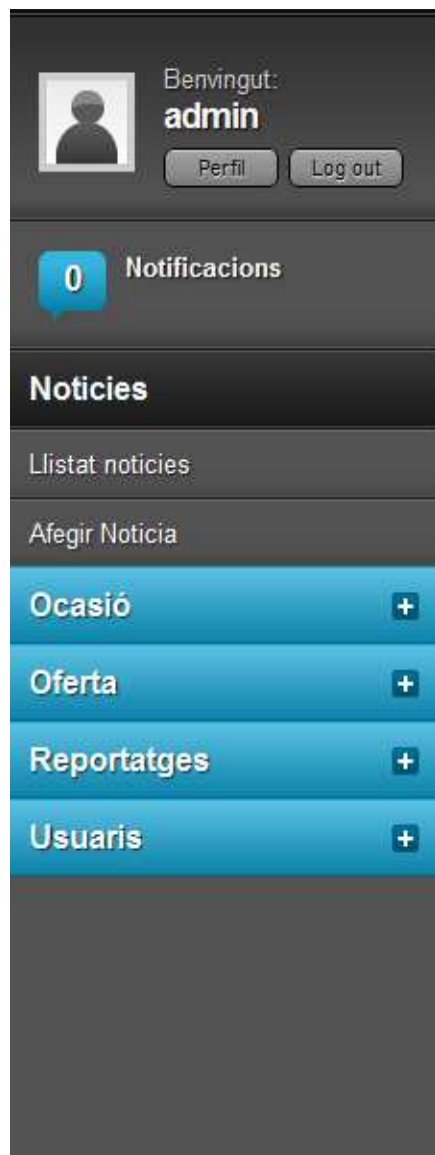 Benvingut:
admin
Perfil Log out
0 Notificacions
Noticies
Llistat noticies
Afegir Noticia
Ocasió
Oferta
Reportatges
Usuaris